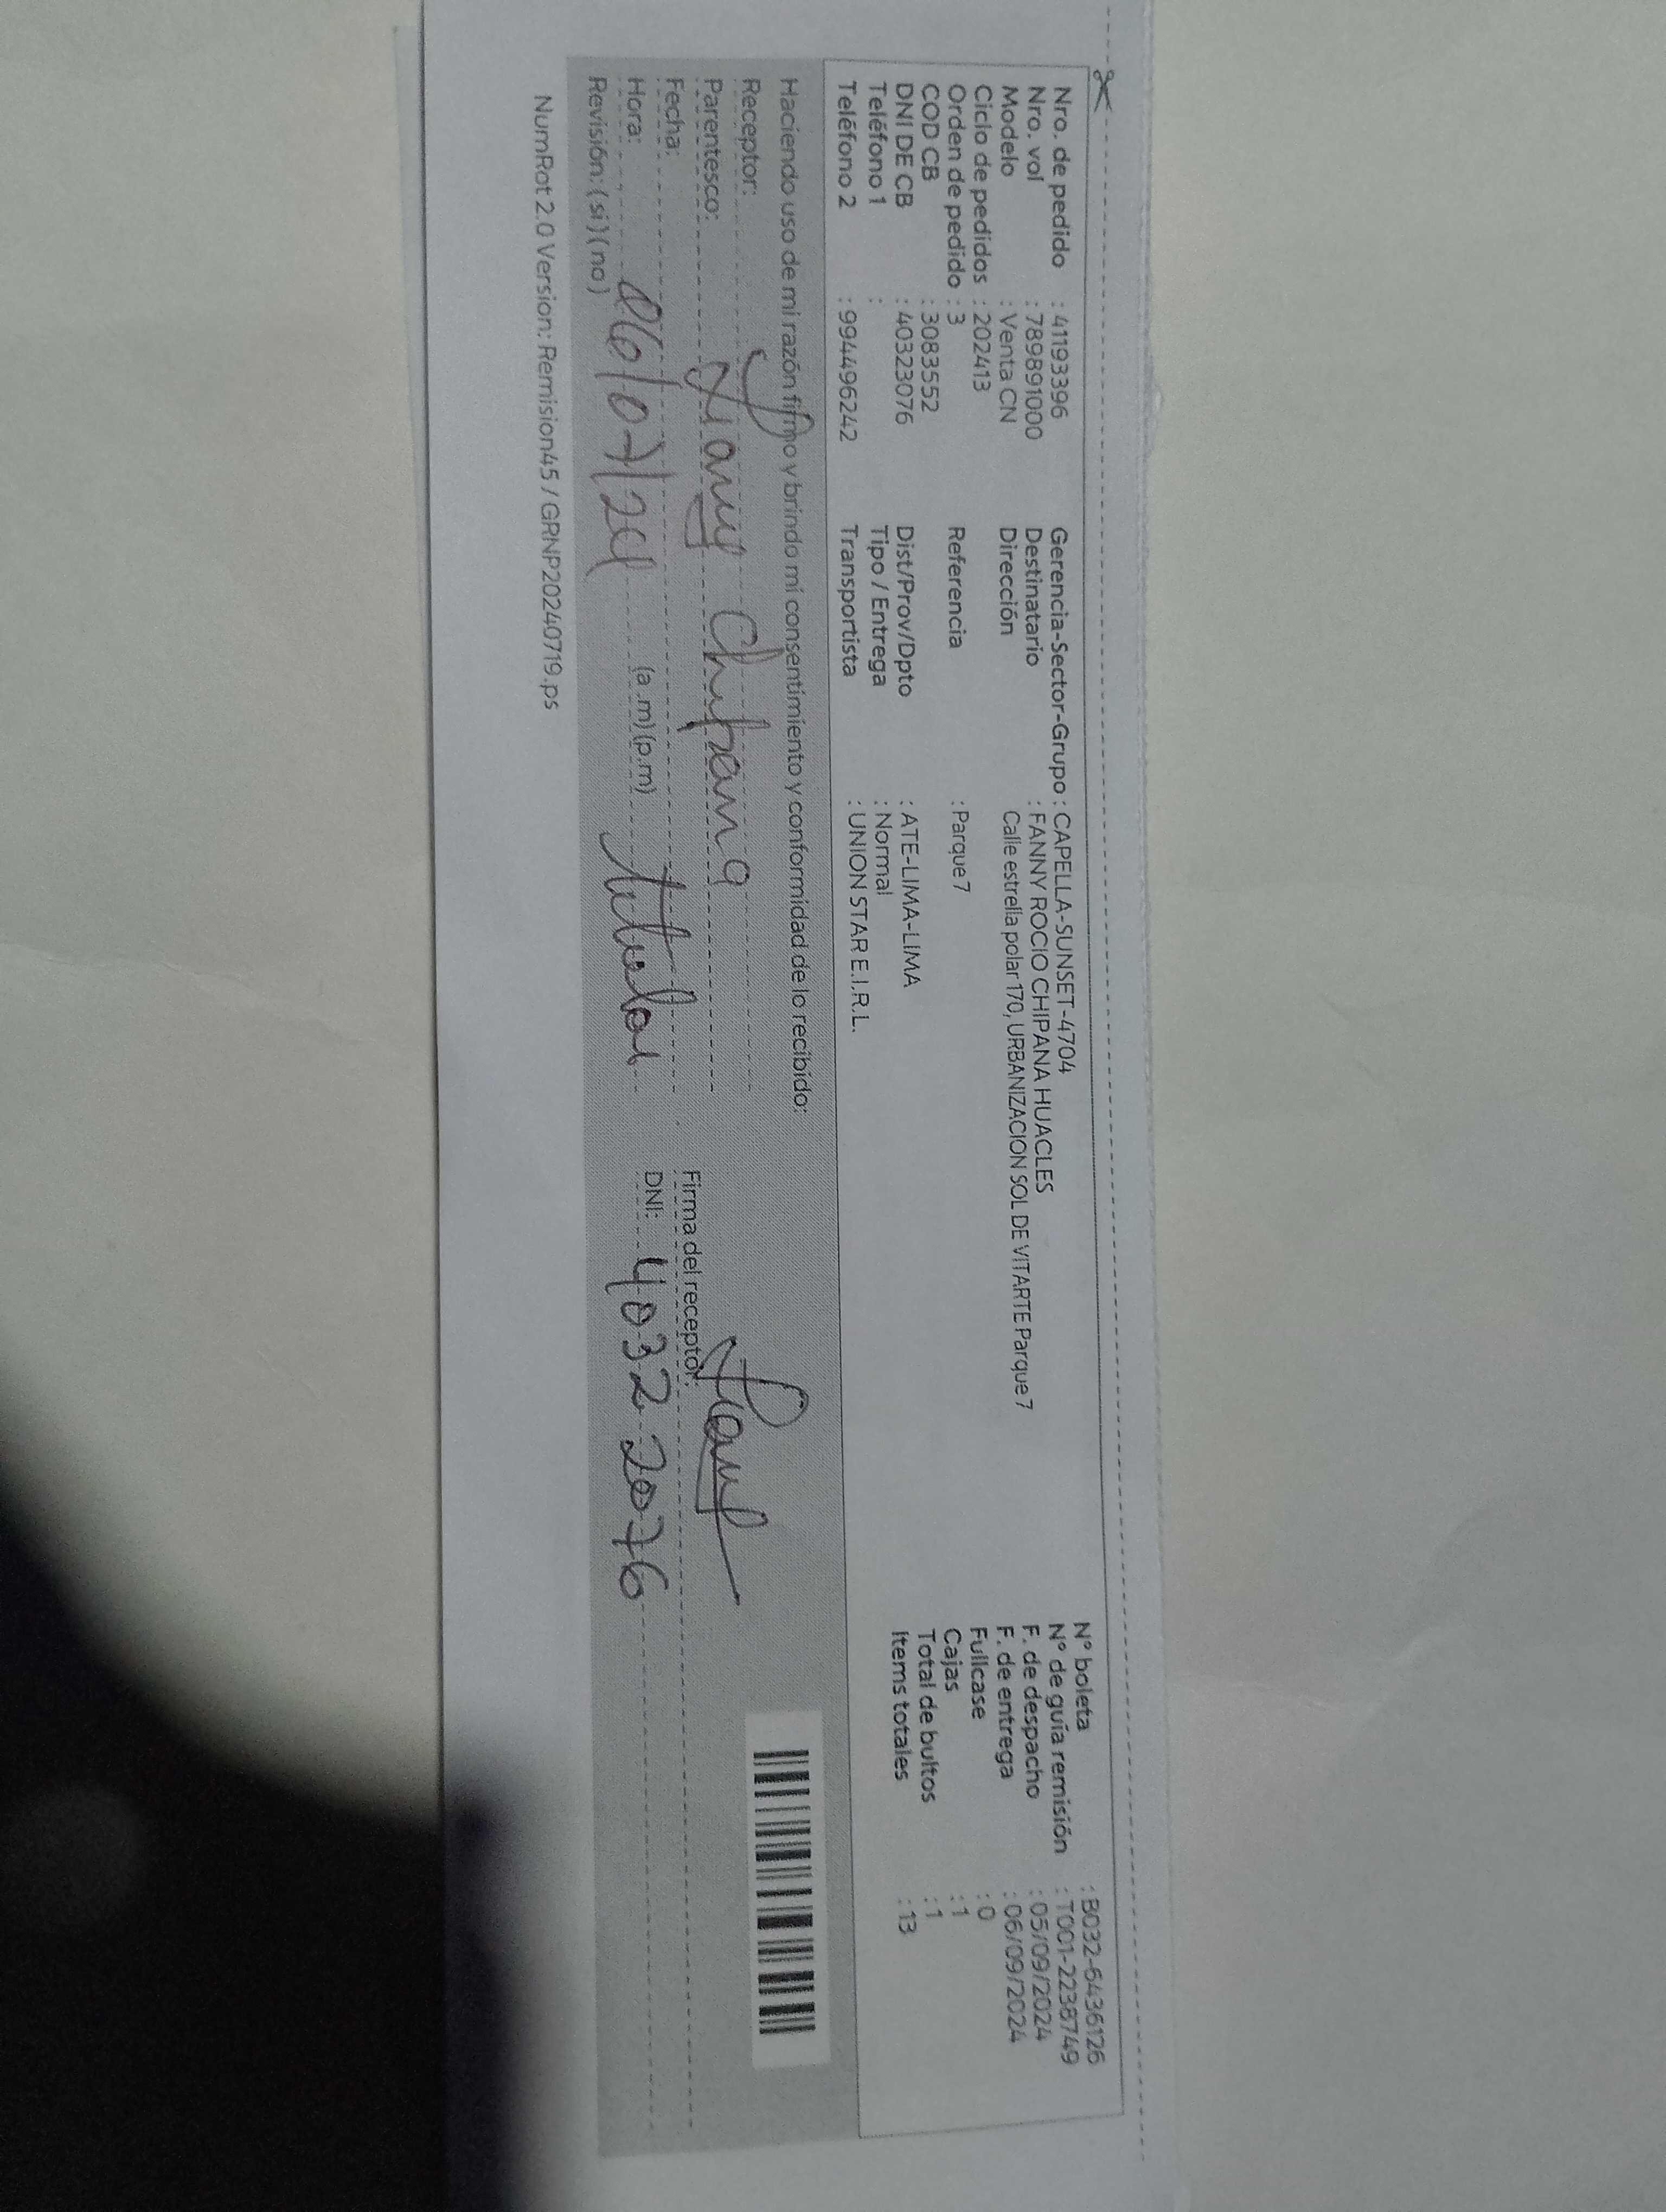 Nro. de pedido : 41193396
Nro. vol : 789891000
Modelo : Venta CN
Ciclo de pedidos : 202413
Orden de pedido : 3
COD CB : 3083552
DNI DE CB : 40323076
Teléfono 1 :
Teléfono 2 : 994496242
Gerencia-Sector-Grupo : CAPELLA-SUNSET-4704
Destinatario : FANNY ROCIO CHIPANA HUACLES
Dirección Calle estrella polar 170, URBANIZACION SOL DE VITARTE Parque 7
Referencia : Parque 7
Dist/Prov/Dpto : ATE-LIMA-LIMA
Tipo / Entrega : Normal
Transportista : UNION STAR E.I.R.L.
N° boleta : B032-6436126
N° de guía remisión : T001-2238749
F. de despacho : 05/09/2024
F. de entrega : 06/09/2024
Fullcase : 0
Cajas : 1
Total de bultos : 1
Items totales : 13
Haciendo uso de mi razón firmo y brindo mi consentimiento y conformidad de lo recibido:
Receptor:
Parentesco: Fanny Chipana
Fecha:
Hora: (a.m) (p.m) titular
Revisión: (si) (no)
Firma del receptor:
DNI: 40322076
NumRot 2.0 Version: Remision45 / GRNP20240719.ps